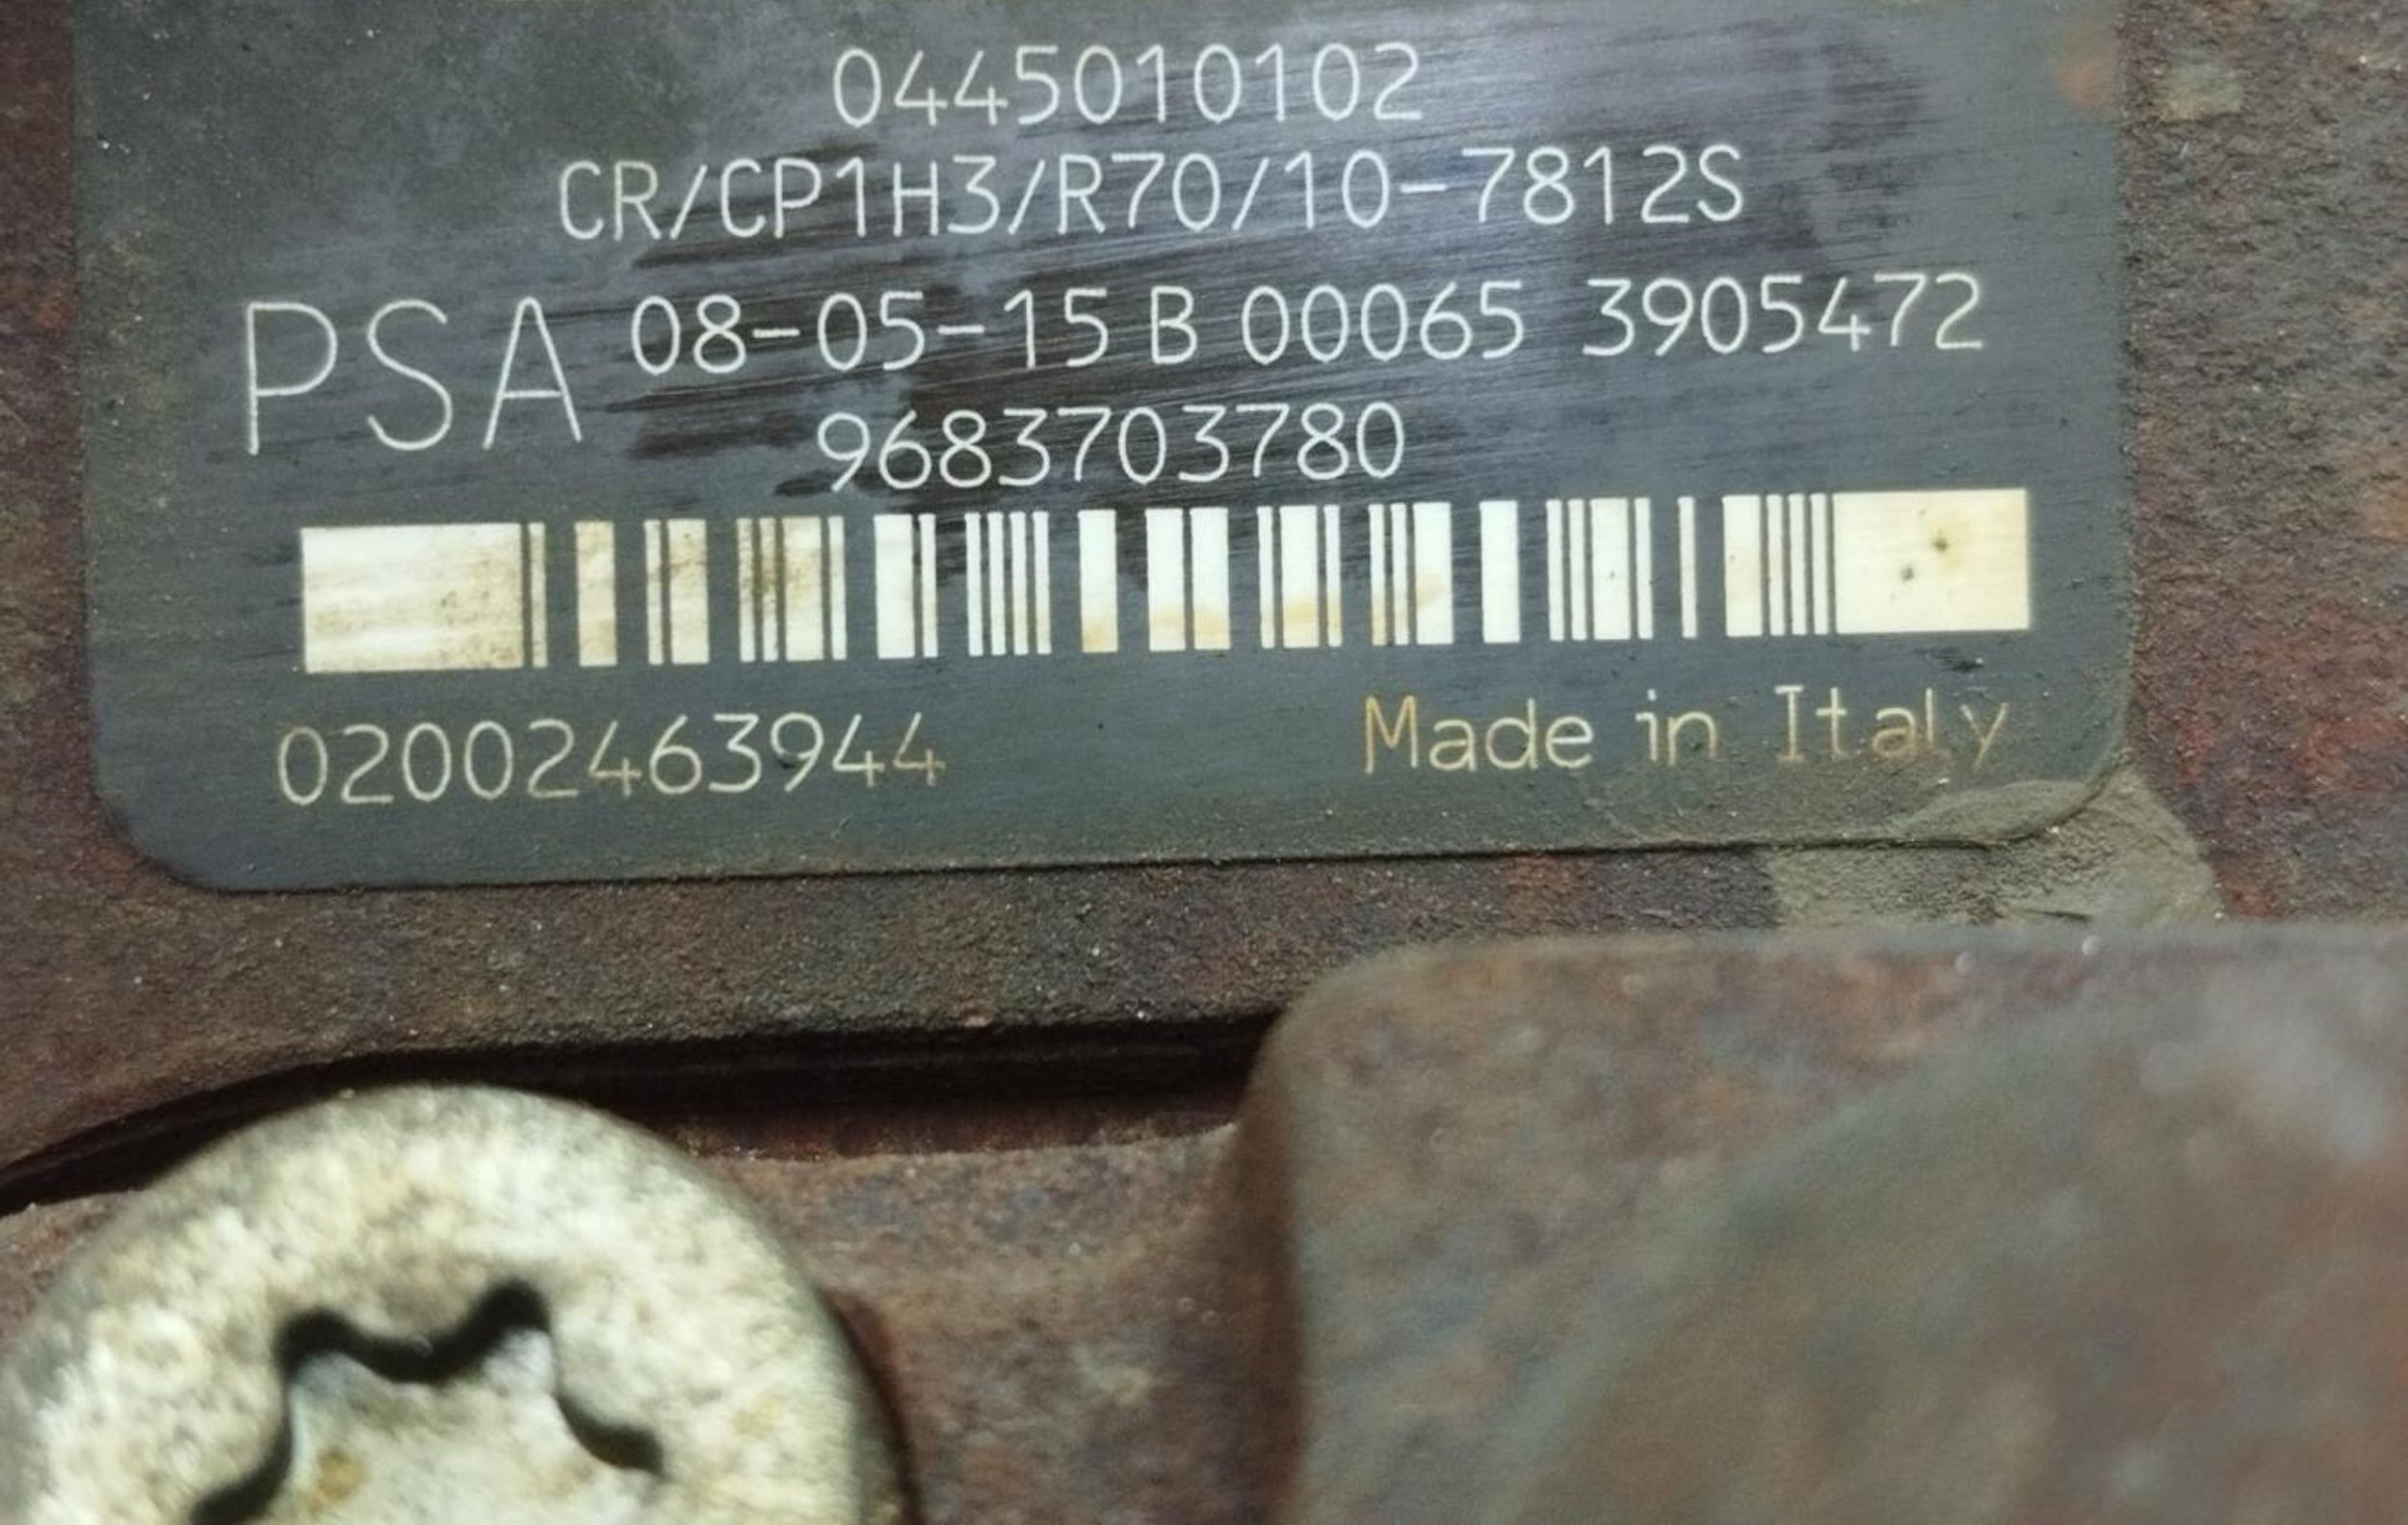 0445010102
CR/CP1H3/R70/10-7812S
PSA 08-05-15 B 00065 3905472
9683703780
02002463944 Made in Italy